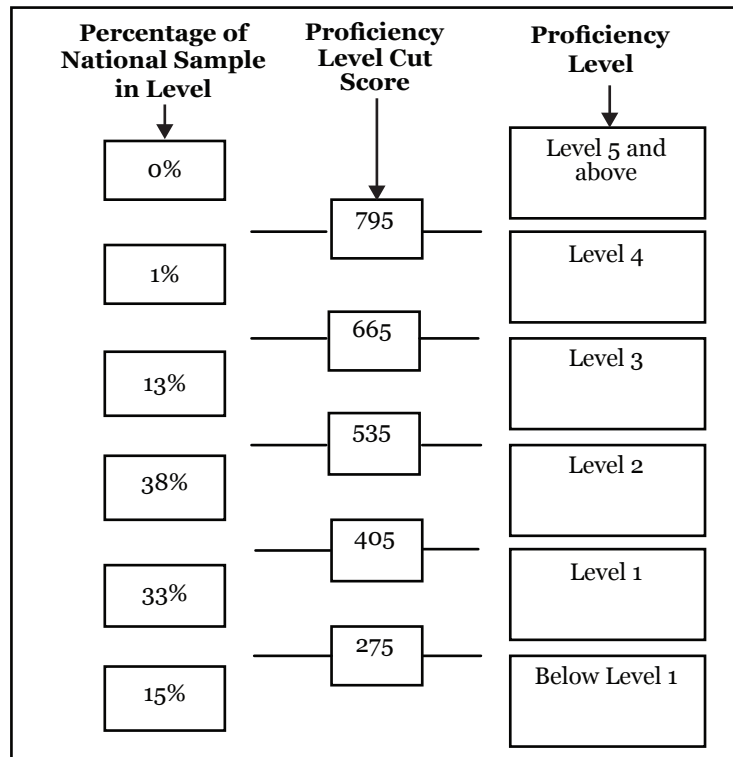 Percentage of
National Sample
in Level
Proficiency
Level Cut
Score
Proficiency
Level
0%
795
Level 5 and
above
1%
665
Level 4
13%
535
Level 3
38%
405
Level 2
33%
275
Level 1
15%
Below Level 1